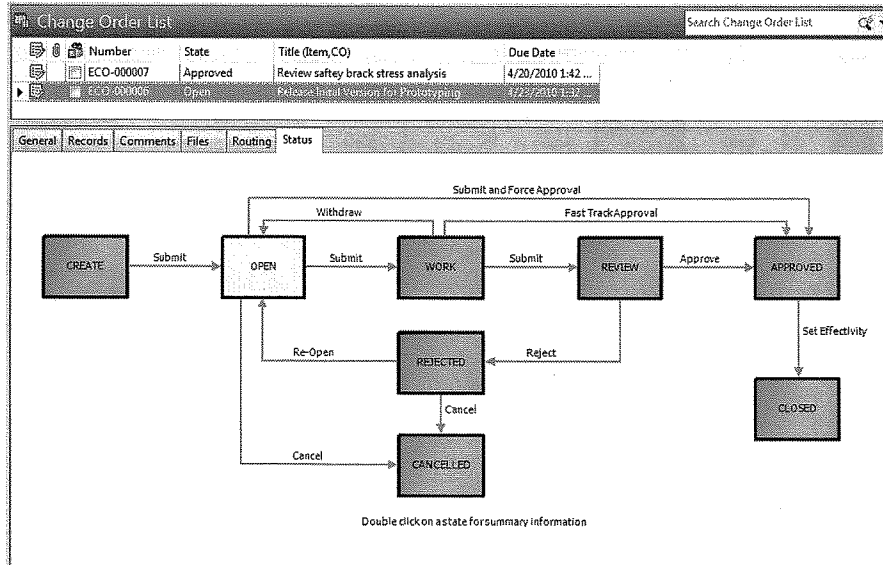 Change Order List
Search Change Order List
Number State Title (Item,CO) Due Date
ECO-000007 Approved Review saftey brack stress analysis 4/20/2010 1:42 ...
ECO-000006 Open Release Initil Version for Prototyping
General Records Comments Files Routing Status
Submit and Force Approval
Withdraw Fast Track Approval
CREATE Submit OPEN Submit WORK Submit REVIEW Approve APPROVED
Set Effectivity
Re-Open REJECTED Reject
CLOSED
Cancel
Cancel CANCELLED
Double click on a state for summary information